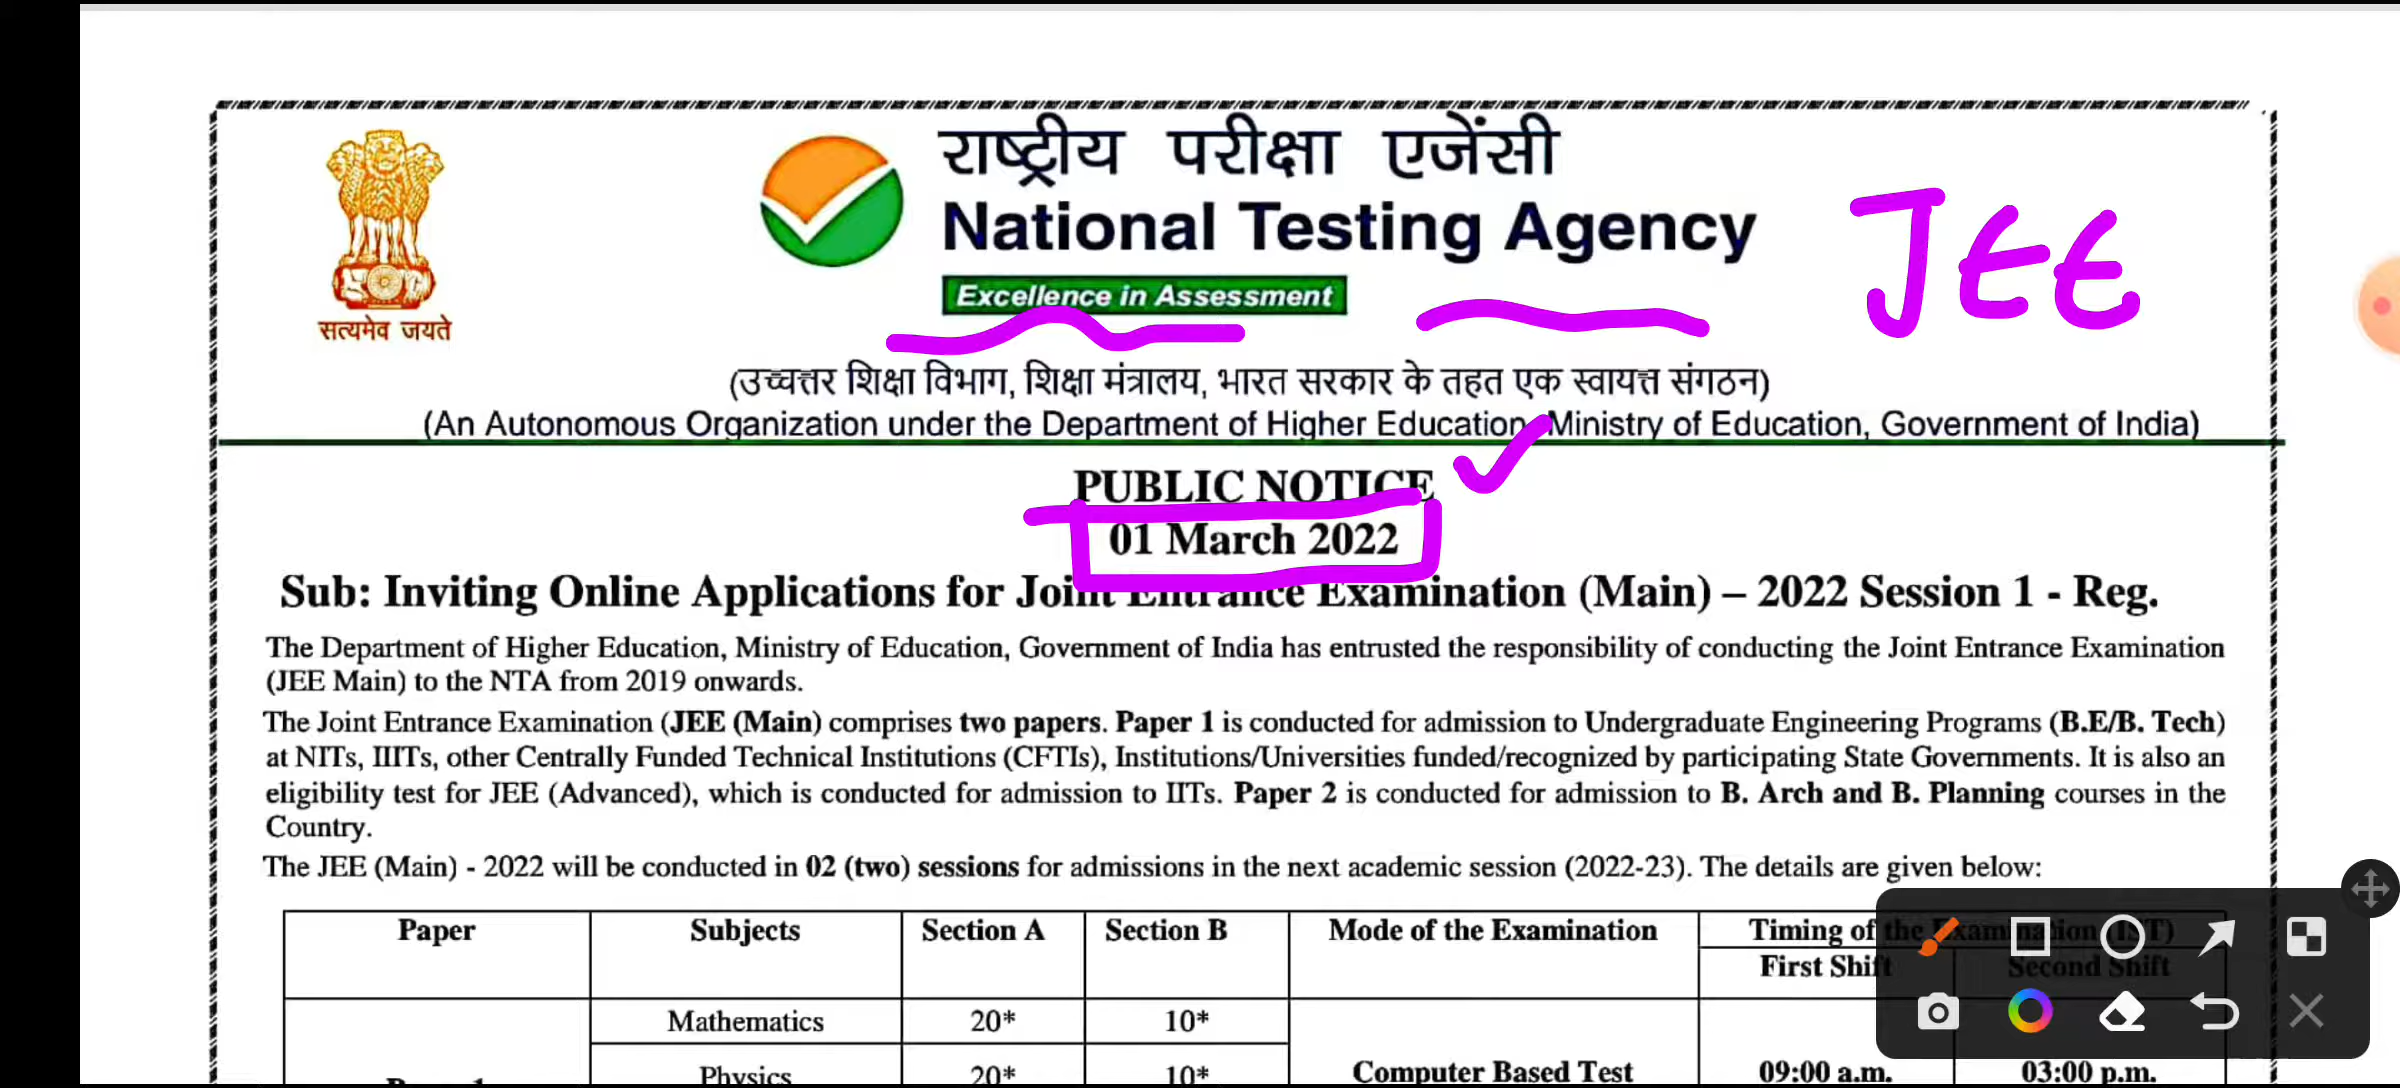 राष्ट्रीय परीक्षा एजेंसी
National Testing Agency
JEE
Excellence in Assessment
सत्यमेव जयते
(उच्चत्तर शिक्षा विभाग, शिक्षा मंत्रालय, भारत सरकार के तहत एक स्वायत्त संगठन)
(An Autonomous Organization under the Department of Higher Education, Ministry of Education, Government of India)
PUBLIC NOTICE
01 March 2022
Sub: Inviting Online Applications for Joint Entrance Examination (Main) – 2022 Session 1 - Reg.
The Department of Higher Education, Ministry of Education, Government of India has entrusted the responsibility of conducting the Joint Entrance Examination
(JEE Main) to the NTA from 2019 onwards.
The Joint Entrance Examination (JEE (Main) comprises two papers. Paper 1 is conducted for admission to Undergraduate Engineering Programs (B.E/B. Tech)
at NITs, IIITs, other Centrally Funded Technical Institutions (CFTIs), Institutions/Universities funded/recognized by participating State Governments. It is also an
eligibility test for JEE (Advanced), which is conducted for admission to IITs. Paper 2 is conducted for admission to B. Arch and B. Planning courses in the
Country.
The JEE (Main) - 2022 will be conducted in 02 (two) sessions for admissions in the next academic session (2022-23). The details are given below:
Paper Subjects Section A Section B Mode of the Examination Timing of the Examination (IST)
First Shift Second Shift
Mathematics 20* 10*
Physics 20* 10* Computer Based Test 09:00 a.m. 03:00 p.m.